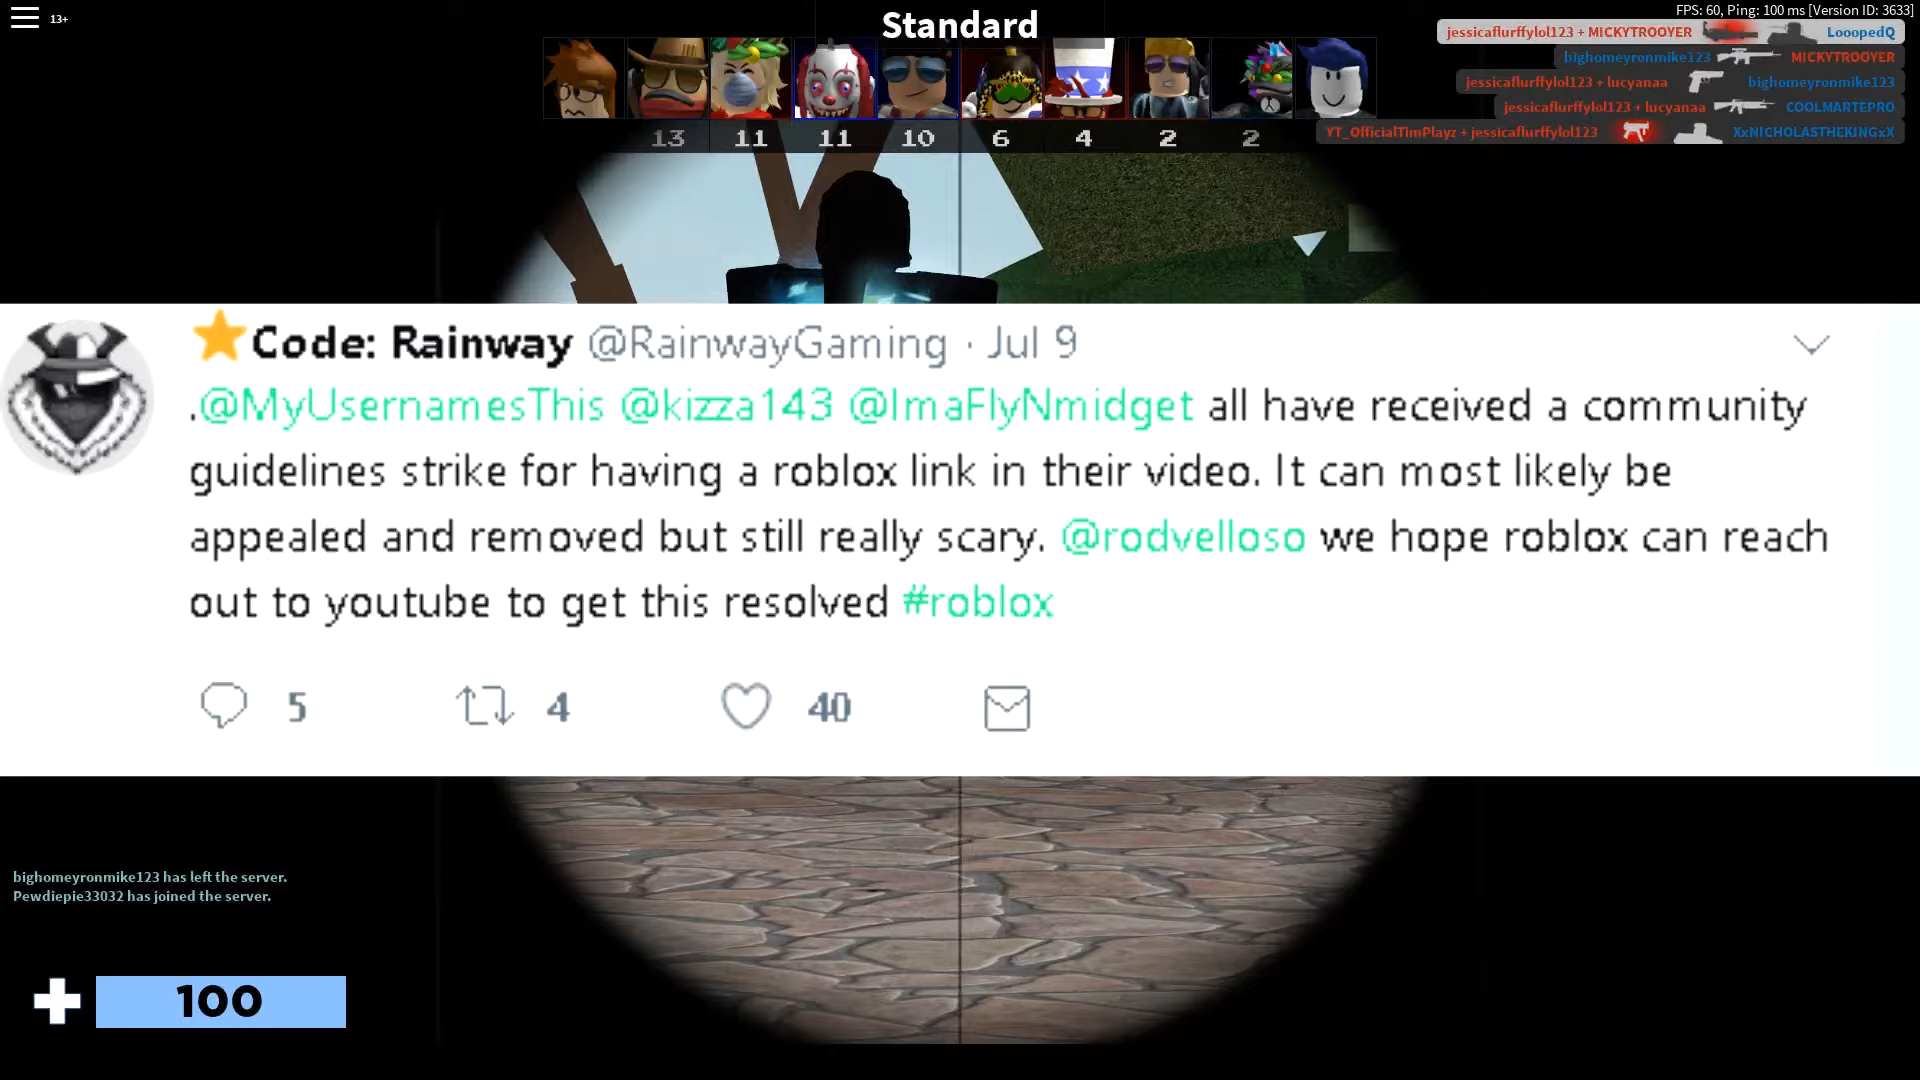 13+
Standard
FPS: 60, Ping: 100 ms [Version ID: 3633]
jessicaflurffylol123 + MICKYTROOYER LooopedQ
bighomeyronmike123 MICKYTROOYER
jessicaflurffylol123 + lucyanaa bighomeyronmike123
jessicaflurffylol123 + lucyanaa COOLMARTEPRO
YT_OfficialTimPlayz + jessicaflurffylol123 XxNICHOLASTHEKINGxX
13 11 11 10 6 4 2 2
Code: Rainway @RainwayGaming · Jul 9
.@MyUsernamesThis @kizza143 @ImaFlyNmidget all have received a community
guidelines strike for having a roblox link in their video. It can most likely be
appealed and removed but still really scary. @rodvelloso we hope roblox can reach
out to youtube to get this resolved #roblox
5 4 40
bighomeyronmike123 has left the server.
Pewdiepie33032 has joined the server.
100